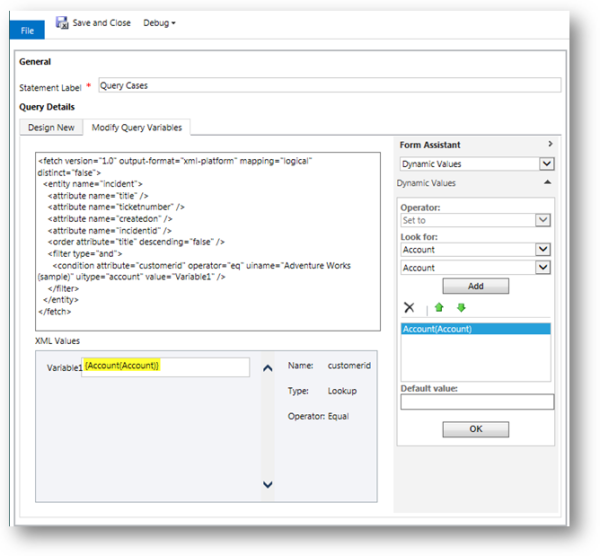 File
Save and Close
Debug
General
Statement Label * Query Cases
Query Details
Design New
Modify Query Variables
<fetch version="1.0" output-format="xml-platform" mapping="logical"
distinct="false">
<entity name="incident">
<attribute name="title" />
<attribute name="ticketnumber" />
<attribute name="createdon" />
<attribute name="incidentid" />
<order attribute="title" descending="false" />
<filter type="and">
<condition attribute="customerid" operator="eq" uiname="Adventure Works
(sample)" uitype="account" value="Variable1" />
</filter>
</entity>
</fetch>
XML Values
Variable1 {Account(Account)}
Name: customerid
Type: Lookup
Operator: Equal
Form Assistant
Dynamic Values
Dynamic Values
Operator:
Set to
Look for:
Account
Account
Add
Account(Account)
Default value:
OK